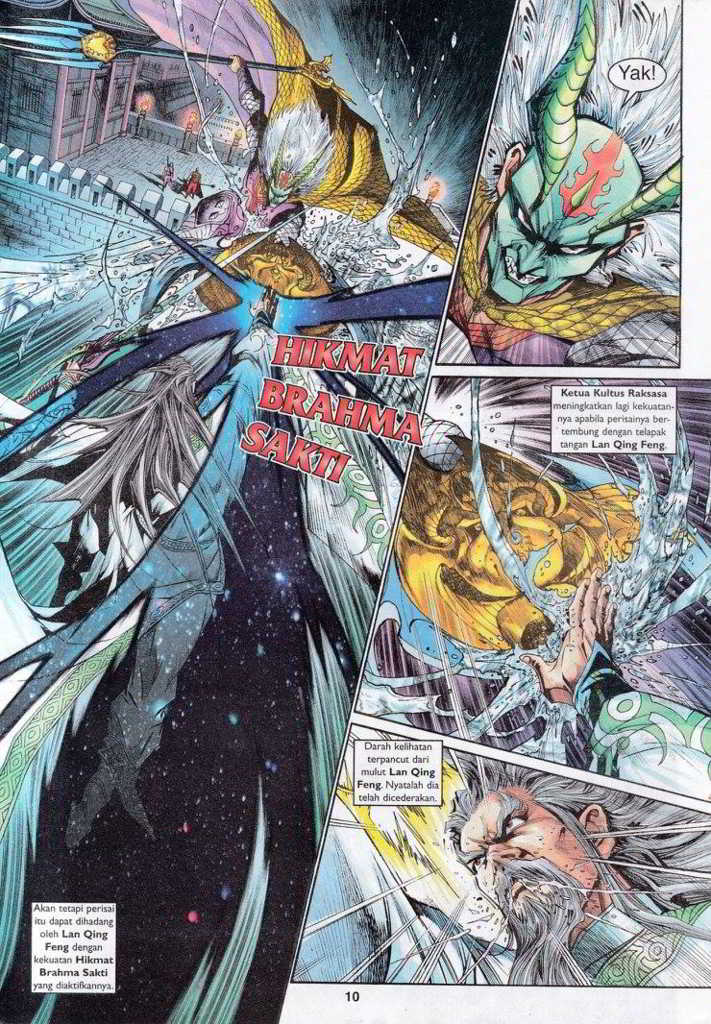 HIKMAT
BRAHMA
SAKTI
Akan tetapi perisai
itu dapat dihadang
oleh Lan Qing
Feng dengan
kekuatan Hikmat
Brahma Sakti
yang diaktifkannya.
Yak!
Ketua Kultus Raksasa
meningkatkan lagi kekuatan-
nya apabila perisainya ber-
tembung dengan telapak
tangan Lan Qing Feng.
Darah kelihatan
terpancut dari
mulut Lan Qing
Feng. Nyatalah dia
telah dicederakan.
10